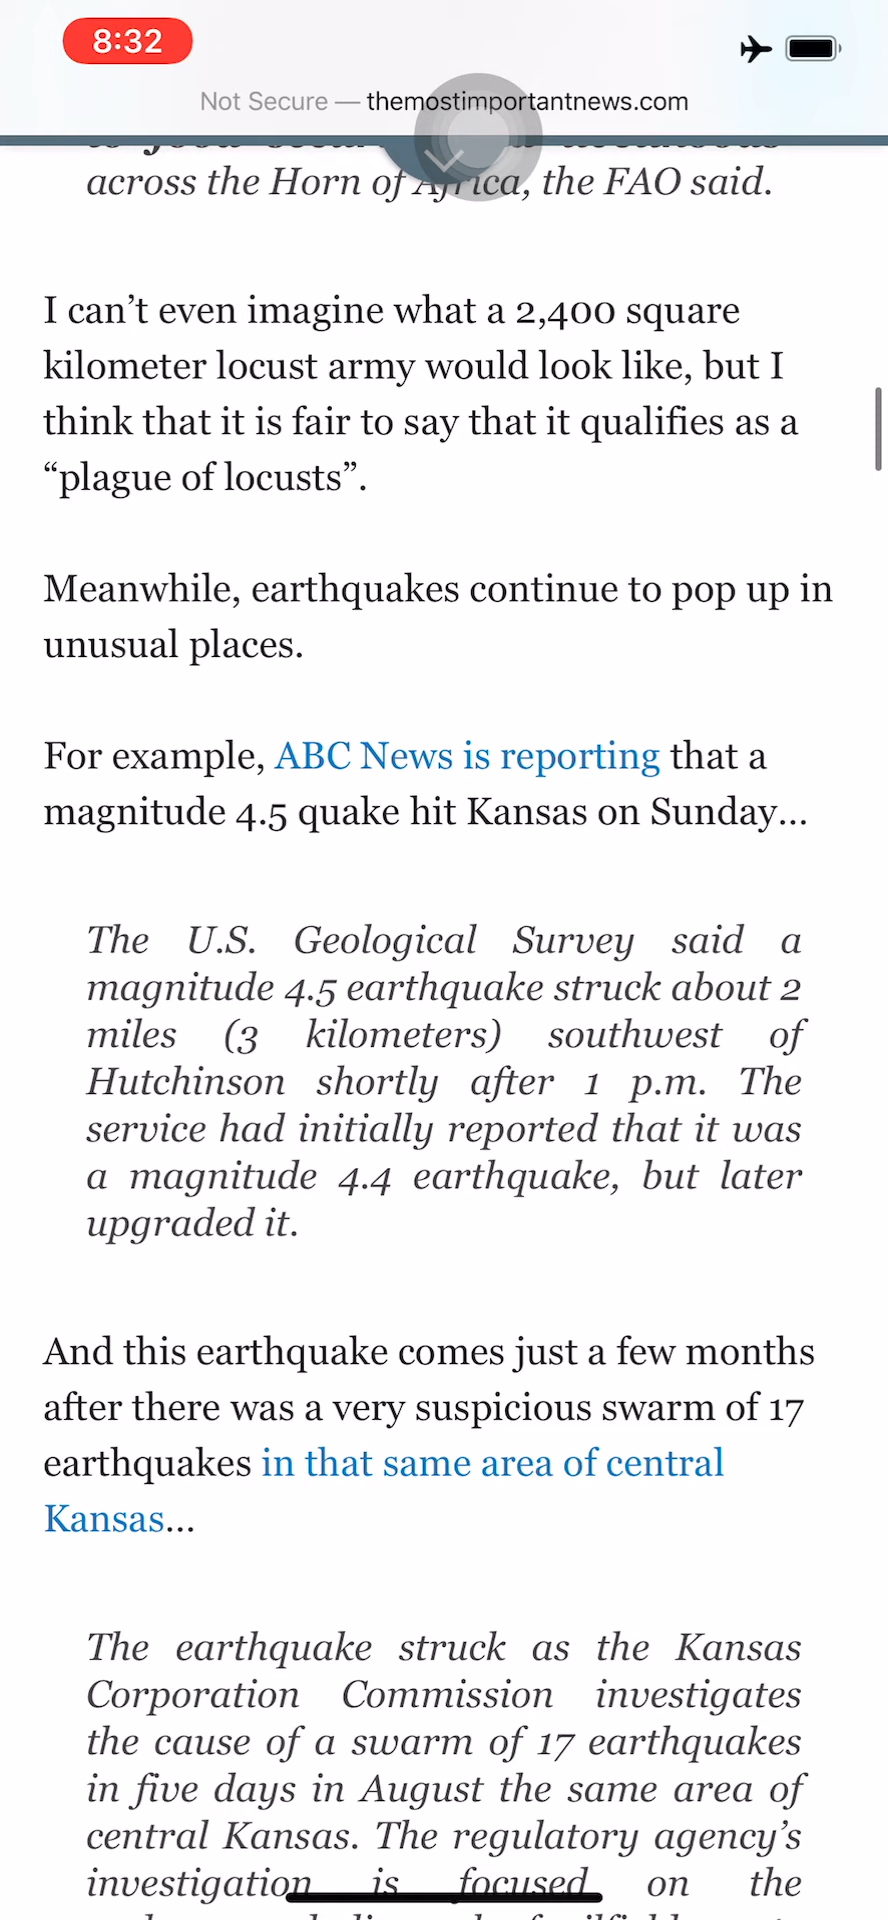 8:32
Not Secure — themostimportantnews.com
across the Horn of Africa, the FAO said.
I can’t even imagine what a 2,400 square
kilometer locust army would look like, but I
think that it is fair to say that it qualifies as a
“plague of locusts”.
Meanwhile, earthquakes continue to pop up in
unusual places.
For example, ABC News is reporting that a
magnitude 4.5 quake hit Kansas on Sunday…
The U.S. Geological Survey said a
magnitude 4.5 earthquake struck about 2
miles (3 kilometers) southwest of
Hutchinson shortly after 1 p.m. The
service had initially reported that it was
a magnitude 4.4 earthquake, but later
upgraded it.
And this earthquake comes just a few months
after there was a very suspicious swarm of 17
earthquakes in that same area of central
Kansas…
The earthquake struck as the Kansas
Corporation Commission investigates
the cause of a swarm of 17 earthquakes
in five days in August the same area of
central Kansas. The regulatory agency’s
investigation is focused on the